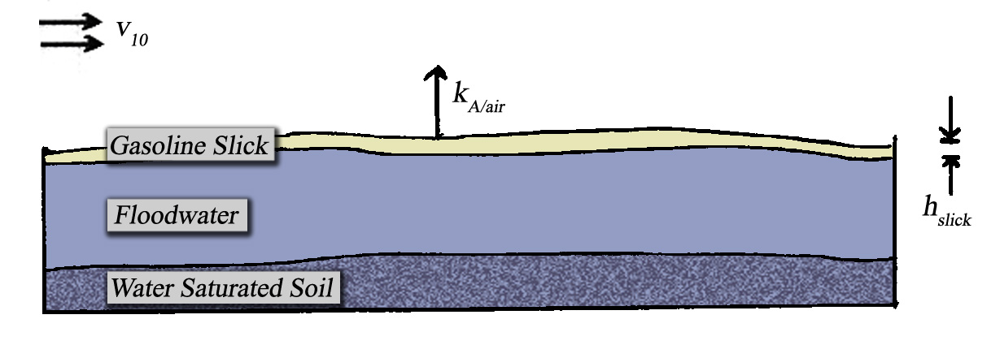 v10
kA/air
Gasoline Slick
Floodwater
hslick
Water Saturated Soil